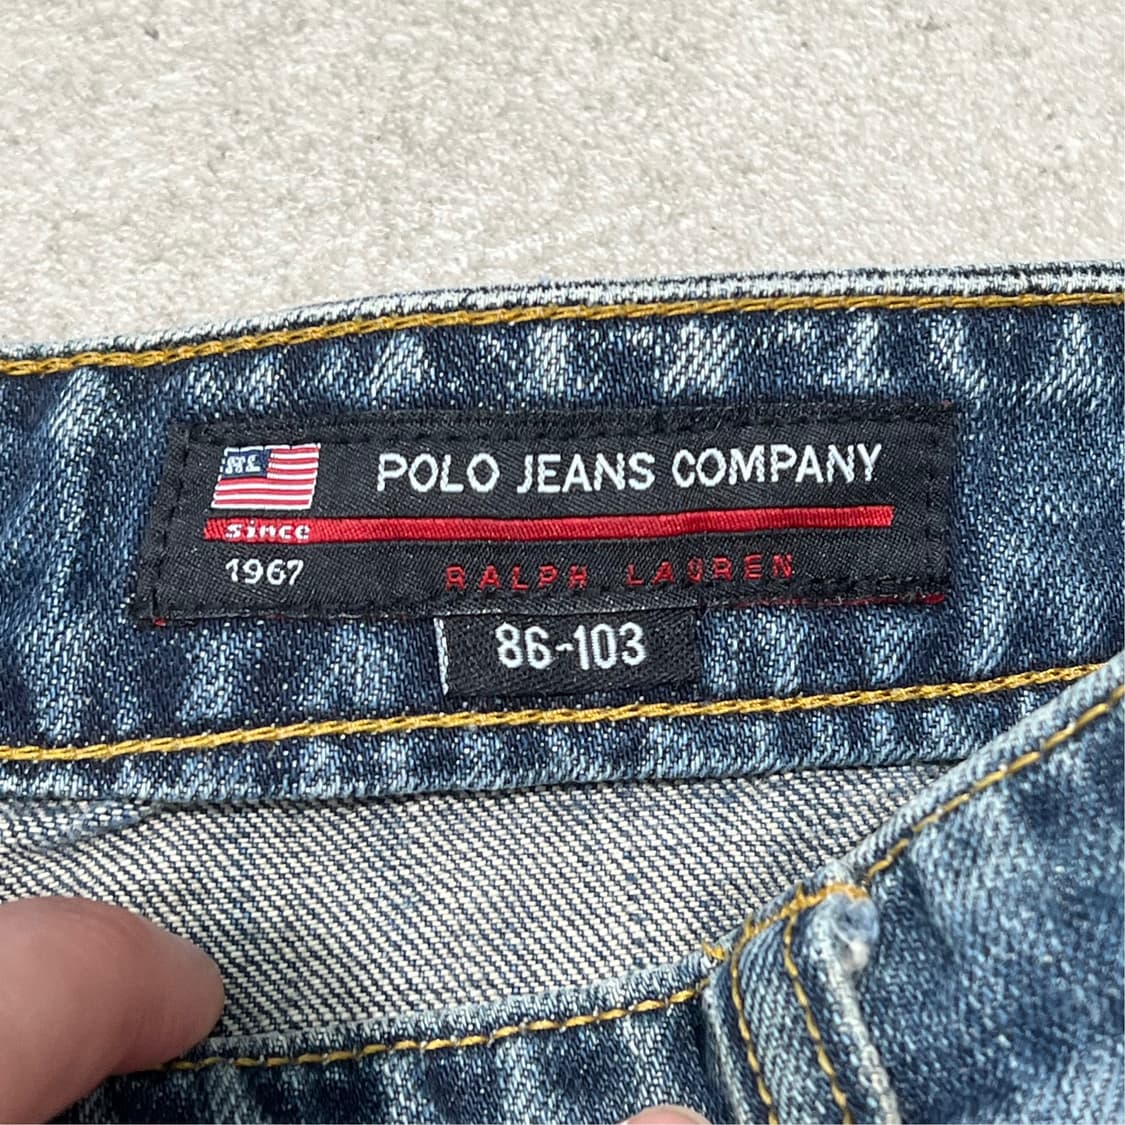 RL
POLO JEANS COMPANY
since
1967
RALPH LAUREN
86-103